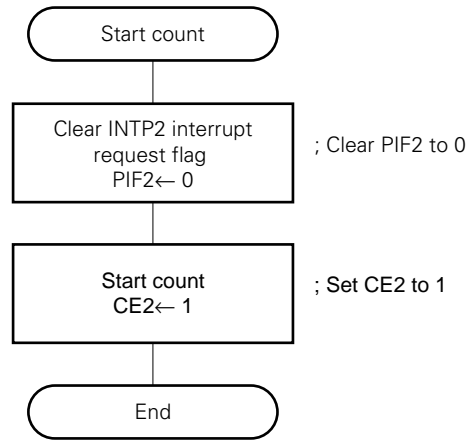 Start count
Clear INTP2 interrupt
request flag
PIF2← 0
; Clear PIF2 to 0
Start count
CE2← 1
; Set CE2 to 1
End